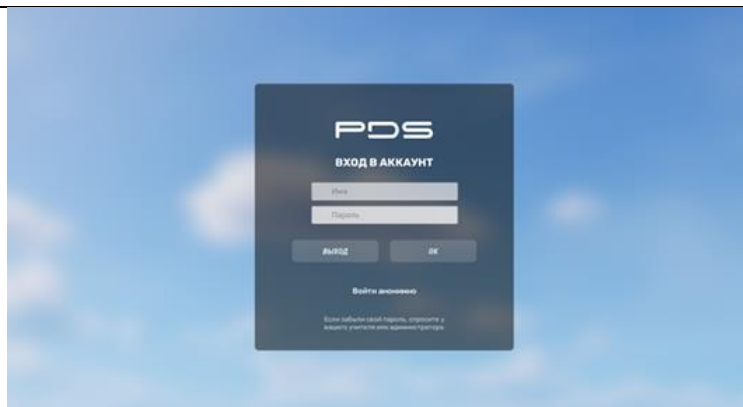 PDS
ВХОД В АККАУНТ
Имя
Пароль
ВЫХОД
ОК
Войти анонимно
Если забыли свой пароль, спросите у
вашего учителя или администратора